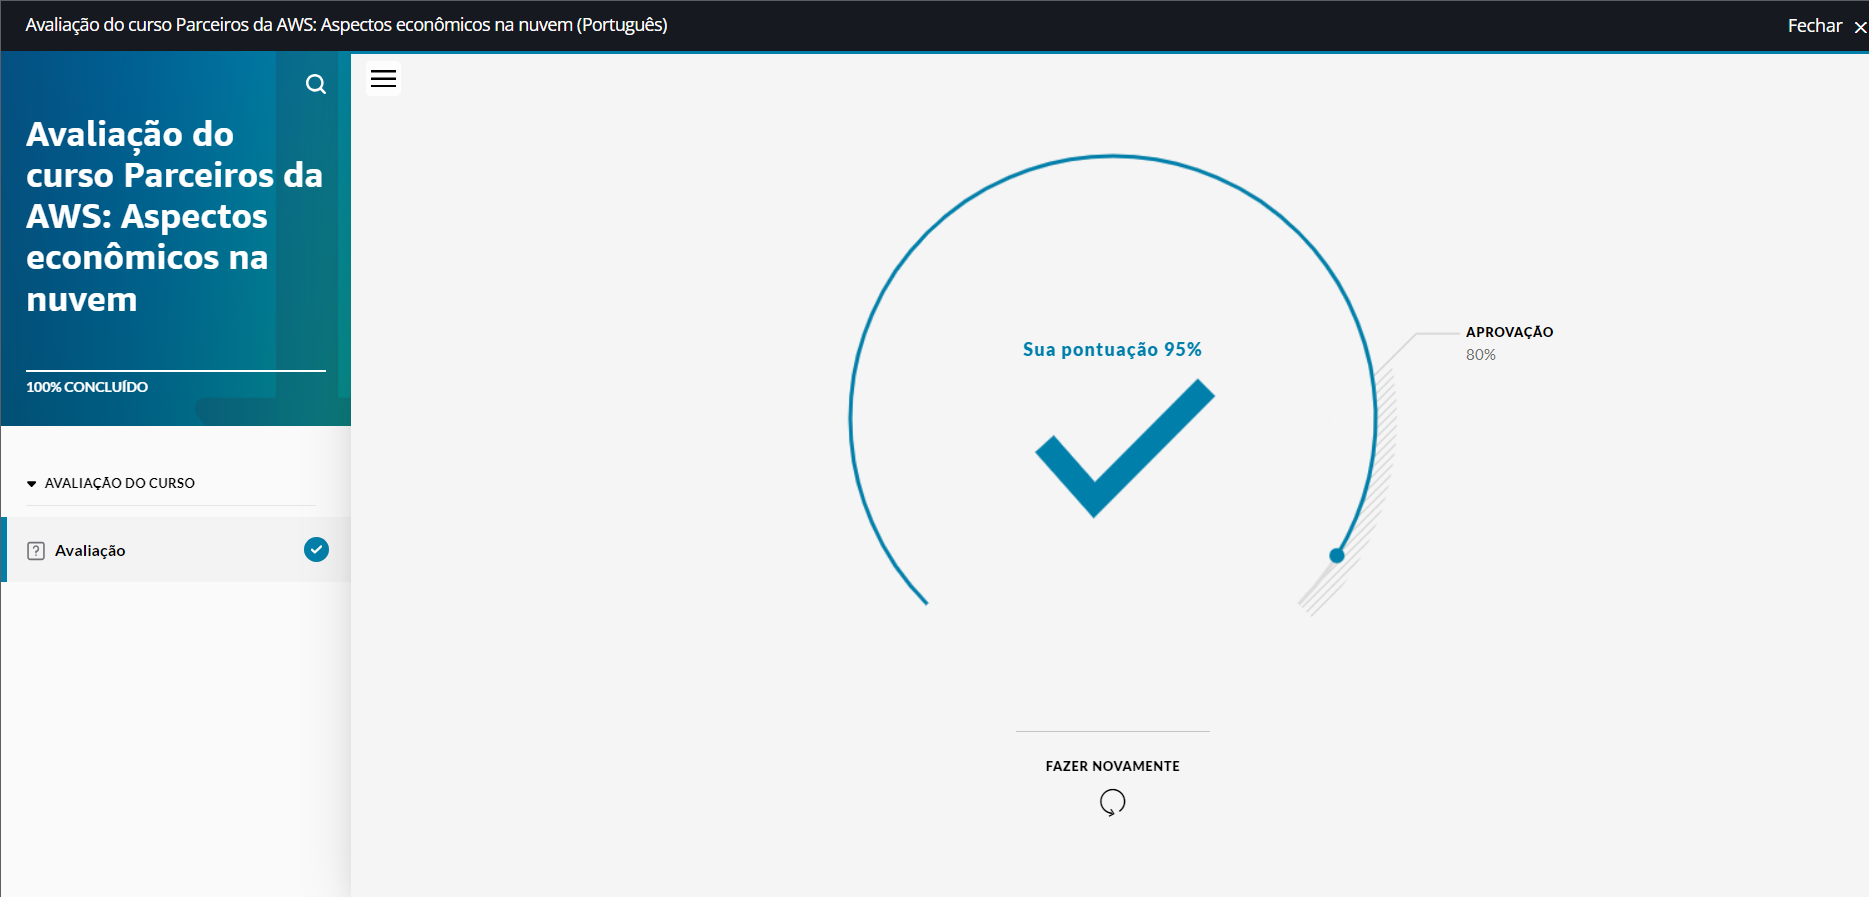 Avaliação do curso Parceiros da AWS: Aspectos econômicos na nuvem (Português)
Fechar
Avaliação do
curso Parceiros da
AWS: Aspectos
econômicos na
nuvem
100% CONCLUÍDO
AVALIAÇÃO DO CURSO
Avaliação
Sua pontuação 95%
APROVAÇÃO
80%
FAZER NOVAMENTE